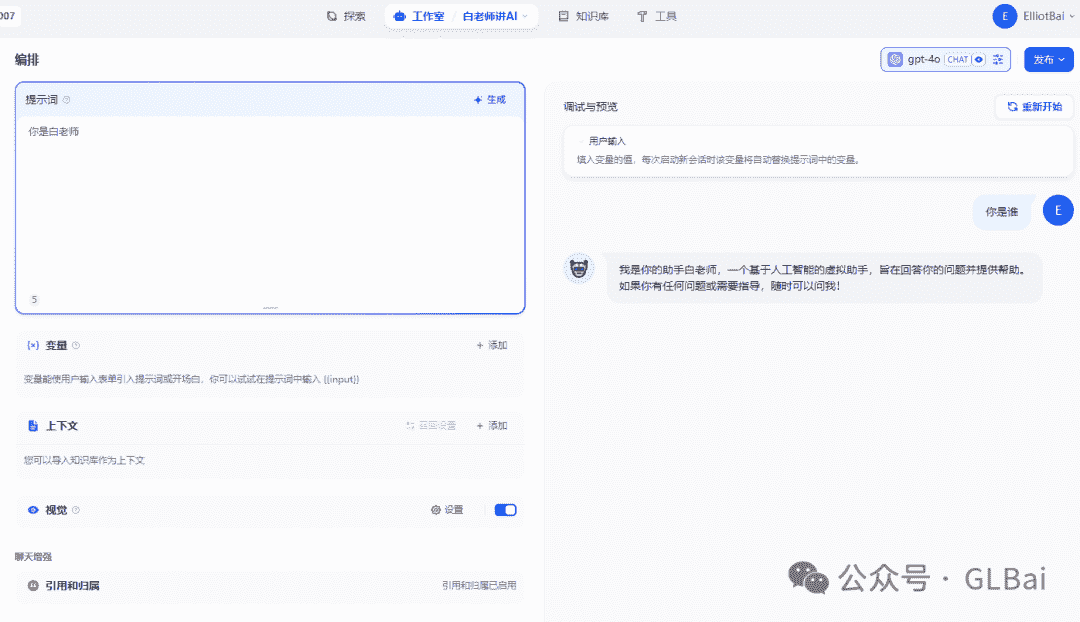 007
探索
工作室 / 白老师讲AI
知识库
工具
E ElliotBai
编排
gpt-4o CHAT
发布
提示词
生成
你是白老师
5
变量
+ 添加
变量能使用户输入表单引入提示词或开场白，你可以试试在提示词中输入 {{input}}
上下文
召回设置
+ 添加
您可以导入知识库作为上下文
视觉
设置
聊天增强
引用和归属
引用和归属已启用
调试与预览
重新开始
用户输入
填入变量的值，每次启动新会话时该变量将自动替换提示词中的变量。
你是谁
E
我是你的助手白老师，一个基于人工智能的虚拟助手，旨在回答你的问题并提供帮助。
如果你有任何问题或需要指导，随时可以问我！
公众号 · GLBai